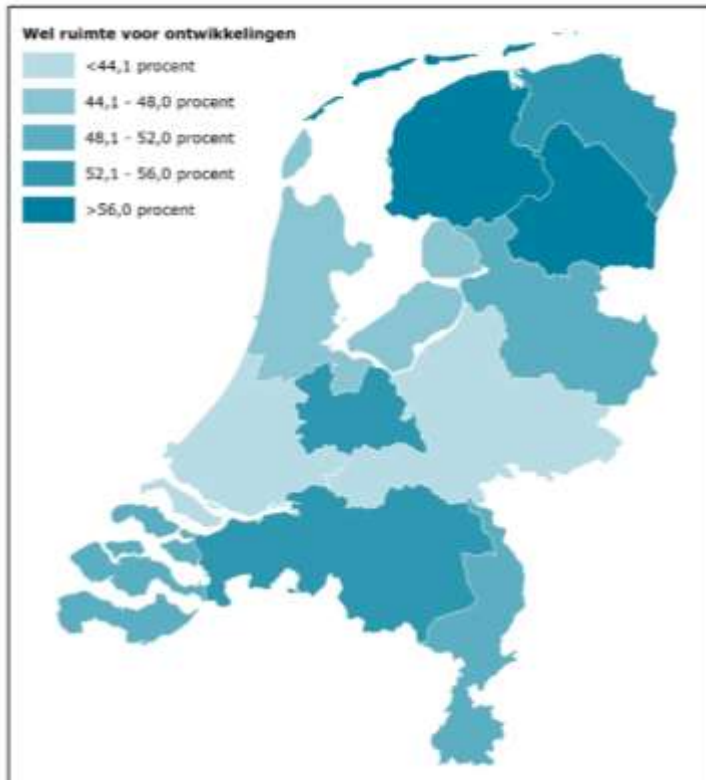 Wel ruimte voor ontwikkelingen
<44,1 procent
44,1 - 48,0 procent
48,1 - 52,0 procent
52,1 - 56,0 procent
>56,0 procent